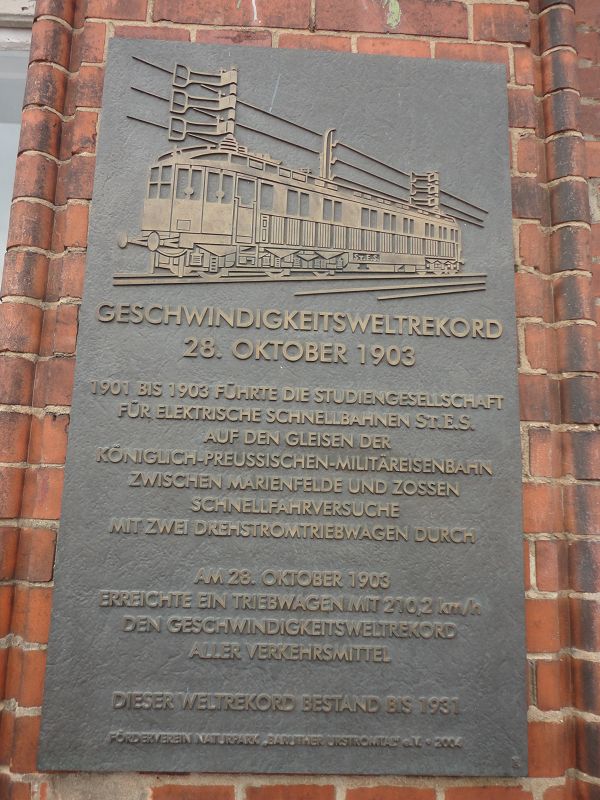 St.E.S.
GESCHWINDIGKEITSWELTREKORD
28. OKTOBER 1903
1901 BIS 1903 FÜHRTE DIE STUDIENGESELLSCHAFT
FÜR ELEKTRISCHE SCHNELLBAHNEN ST.E.S.
AUF DEN GLEISEN DER
KÖNIGLICH-PREUSSISCHEN-MILITÄREISENBAHN
ZWISCHEN MARIENFELDE UND ZOSSEN
SCHNELLFAHRVERSUCHE
MIT ZWEI DREHSTROMTRIEBWAGEN DURCH
AM 28. OKTOBER 1903
ERREICHTE EIN TRIEBWAGEN MIT 210,2 km/h
DEN GESCHWINDIGKEITSWELTREKORD
ALLER VERKEHRSMITTEL
DIESER WELTREKORD BESTAND BIS 1931
FÖRDERVEREIN NATURPARK „BARUTHER URSTROMTAL" e.V. • 2004